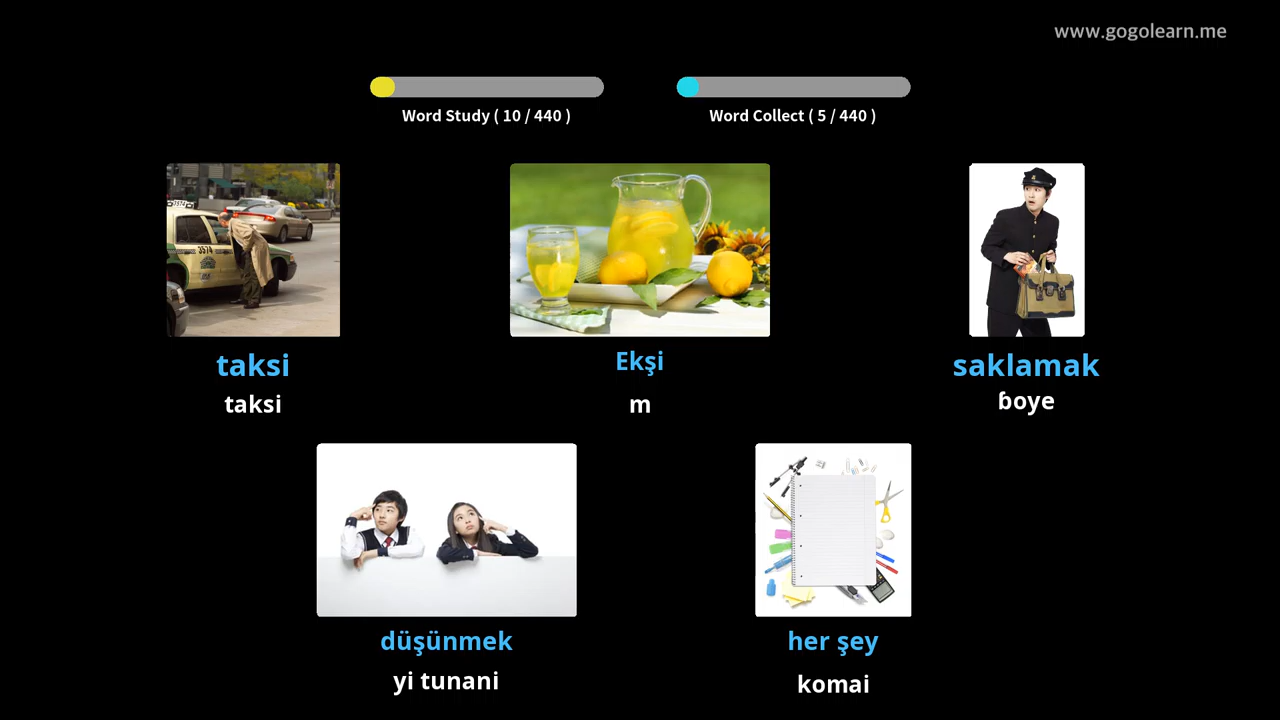 www.gogolearn.me
Word Study ( 10 / 440 )
Word Collect ( 5 / 440 )
3574
taksi
taksi
Ekşi
m
saklamak
ɓoye
düşünmek
yi tunani
her şey
komai